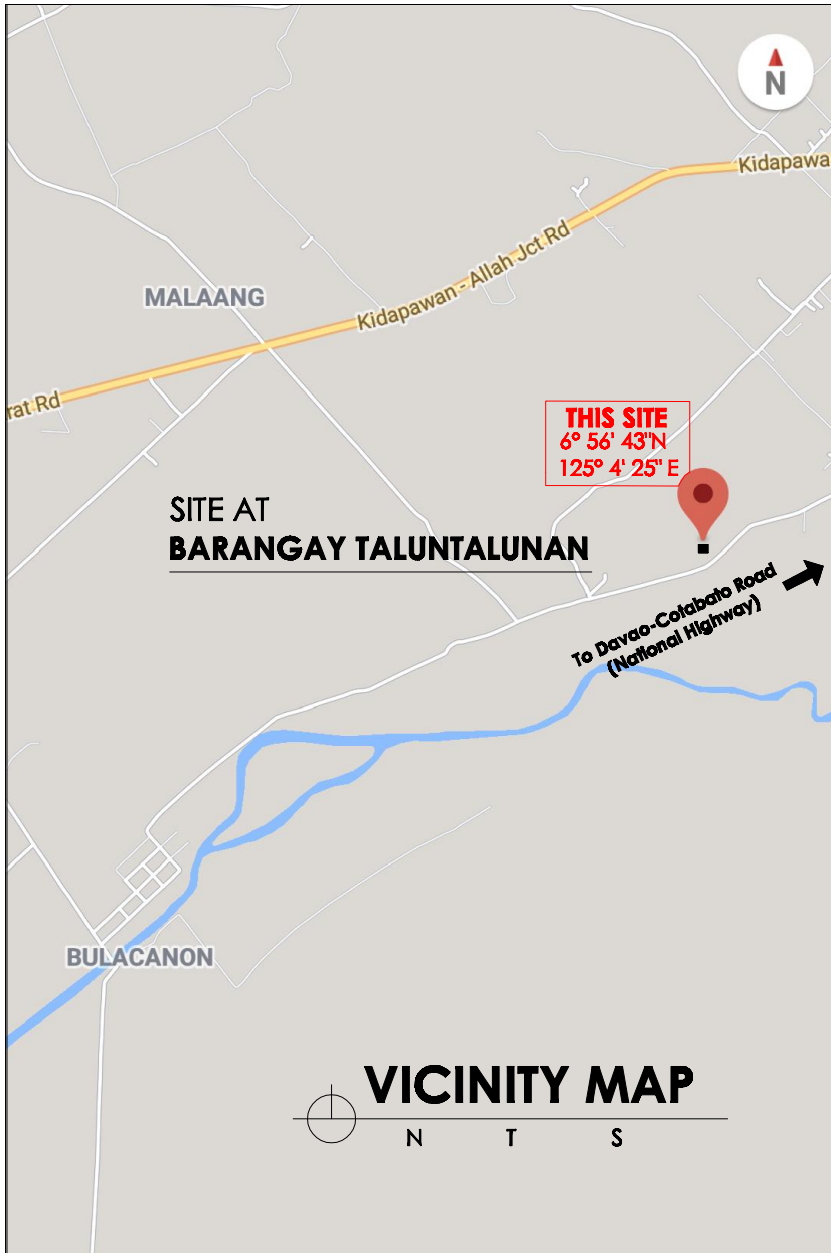 N
Kidapawa
Kidapawan - Allah Jct Rd
MALAANG
rat Rd
THIS SITE
6° 56' 43"N
125° 4' 25" E
SITE AT
BARANGAY TALUNTALUNAN
To Davao-Cotabato Road
(National Highway)
BULACANON
VICINITY MAP
N T S